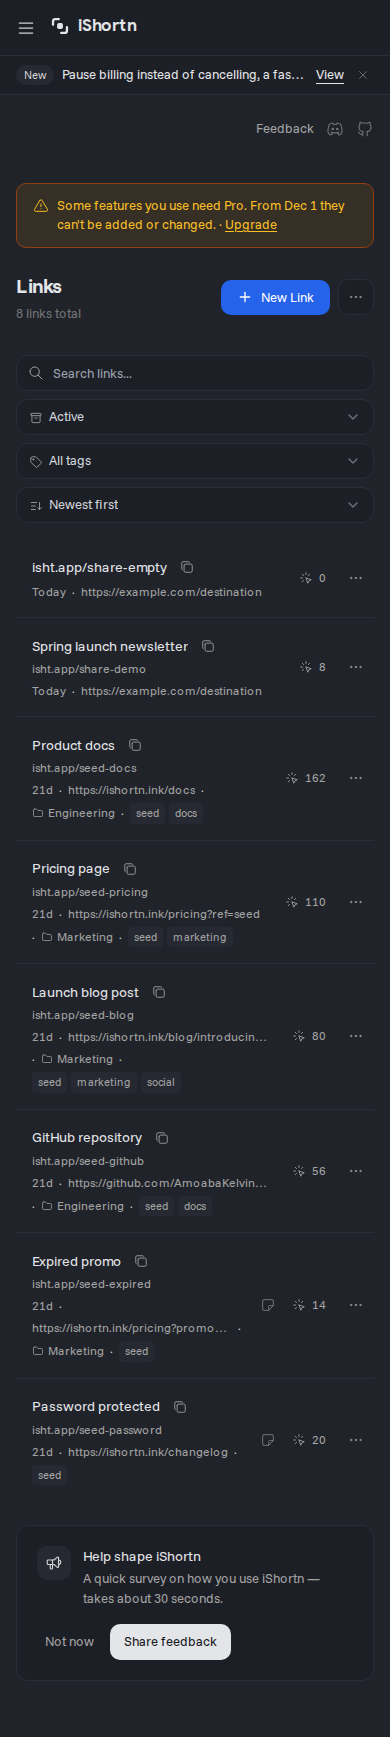 iShortn
New Pause billing instead of cancelling, a fas... View
Feedback
Some features you use need Pro. From Dec 1 they
can't be added or changed. · Upgrade
Links
8 links total
New Link
Search links...
Active
All tags
Newest first
isht.app/share-empty
0
Today · https://example.com/destination
Spring launch newsletter
isht.app/share-demo
8
Today · https://example.com/destination
Product docs
isht.app/seed-docs
162
21d · https://ishortn.ink/docs ·
Engineering · seed docs
Pricing page
isht.app/seed-pricing
110
21d · https://ishortn.ink/pricing?ref=seed
· Marketing · seed marketing
Launch blog post
isht.app/seed-blog
80
21d · https://ishortn.ink/blog/introducin...
· Marketing ·
seed marketing social
GitHub repository
isht.app/seed-github
56
21d · https://github.com/AmoabaKelvin...
· Engineering · seed docs
Expired promo
isht.app/seed-expired
14
21d ·
https://ishortn.ink/pricing?promo... ·
Marketing · seed
Password protected
isht.app/seed-password
20
21d · https://ishortn.ink/changelog ·
seed
Help shape iShortn
A quick survey on how you use iShortn —
takes about 30 seconds.
Not now Share feedback